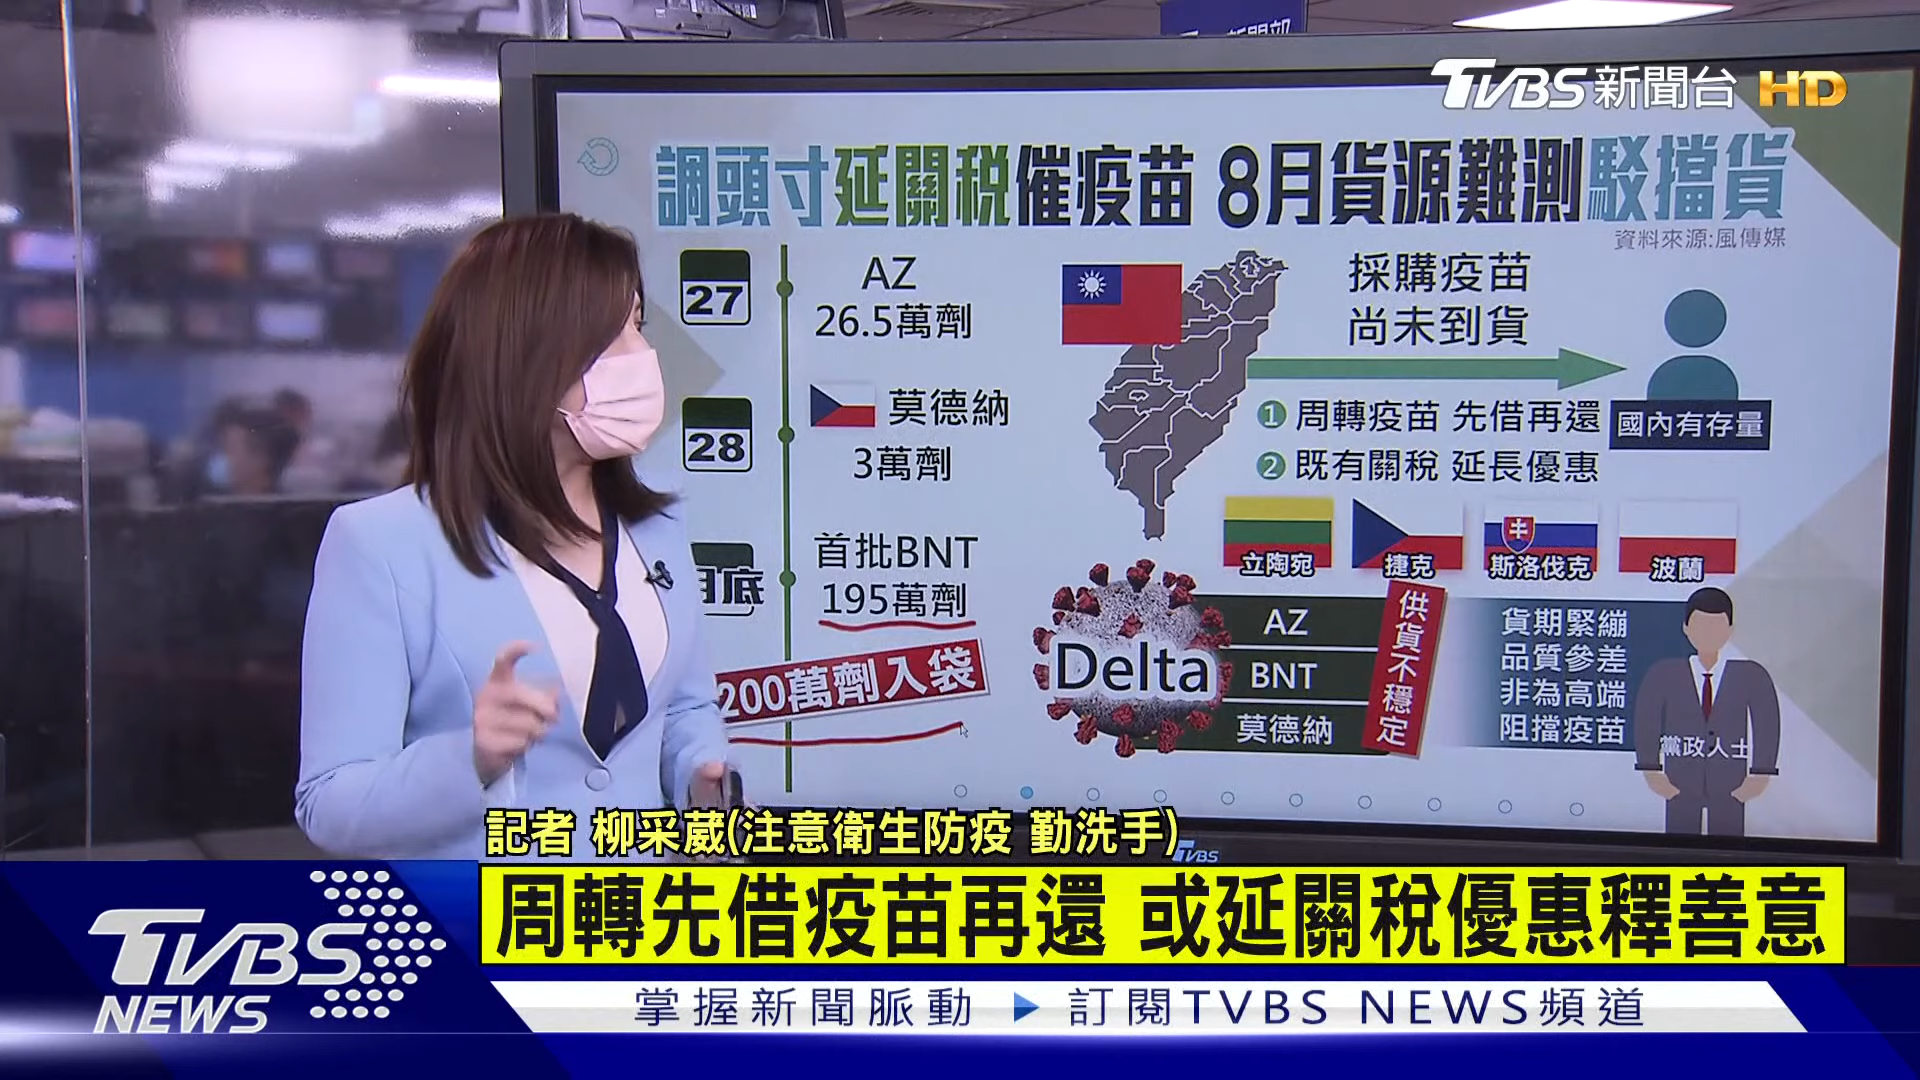 TVBS新聞台 HD
調頭寸延關稅催疫苗 8月貨源難測駁擋貨
資料來源:風傳媒
27
AZ
26.5萬劑
28
莫德納
3萬劑
月底
首批BNT
195萬劑
200萬劑入袋
採購疫苗
尚未到貨
1 周轉疫苗 先借再還
2 既有關稅 延長優惠
國內有存量
立陶宛
捷克
斯洛伐克
波蘭
Delta
AZ
BNT
莫德納
供貨不穩定
貨期緊繃
品質參差
非為高端
阻擋疫苗
黨政人士
TVBS
記者 柳采葳(注意衛生防疫 勤洗手)
周轉先借疫苗再還 或延關稅優惠釋善意
TVBS
NEWS
掌握新聞脈動 ▶ 訂閱TVBS NEWS頻道